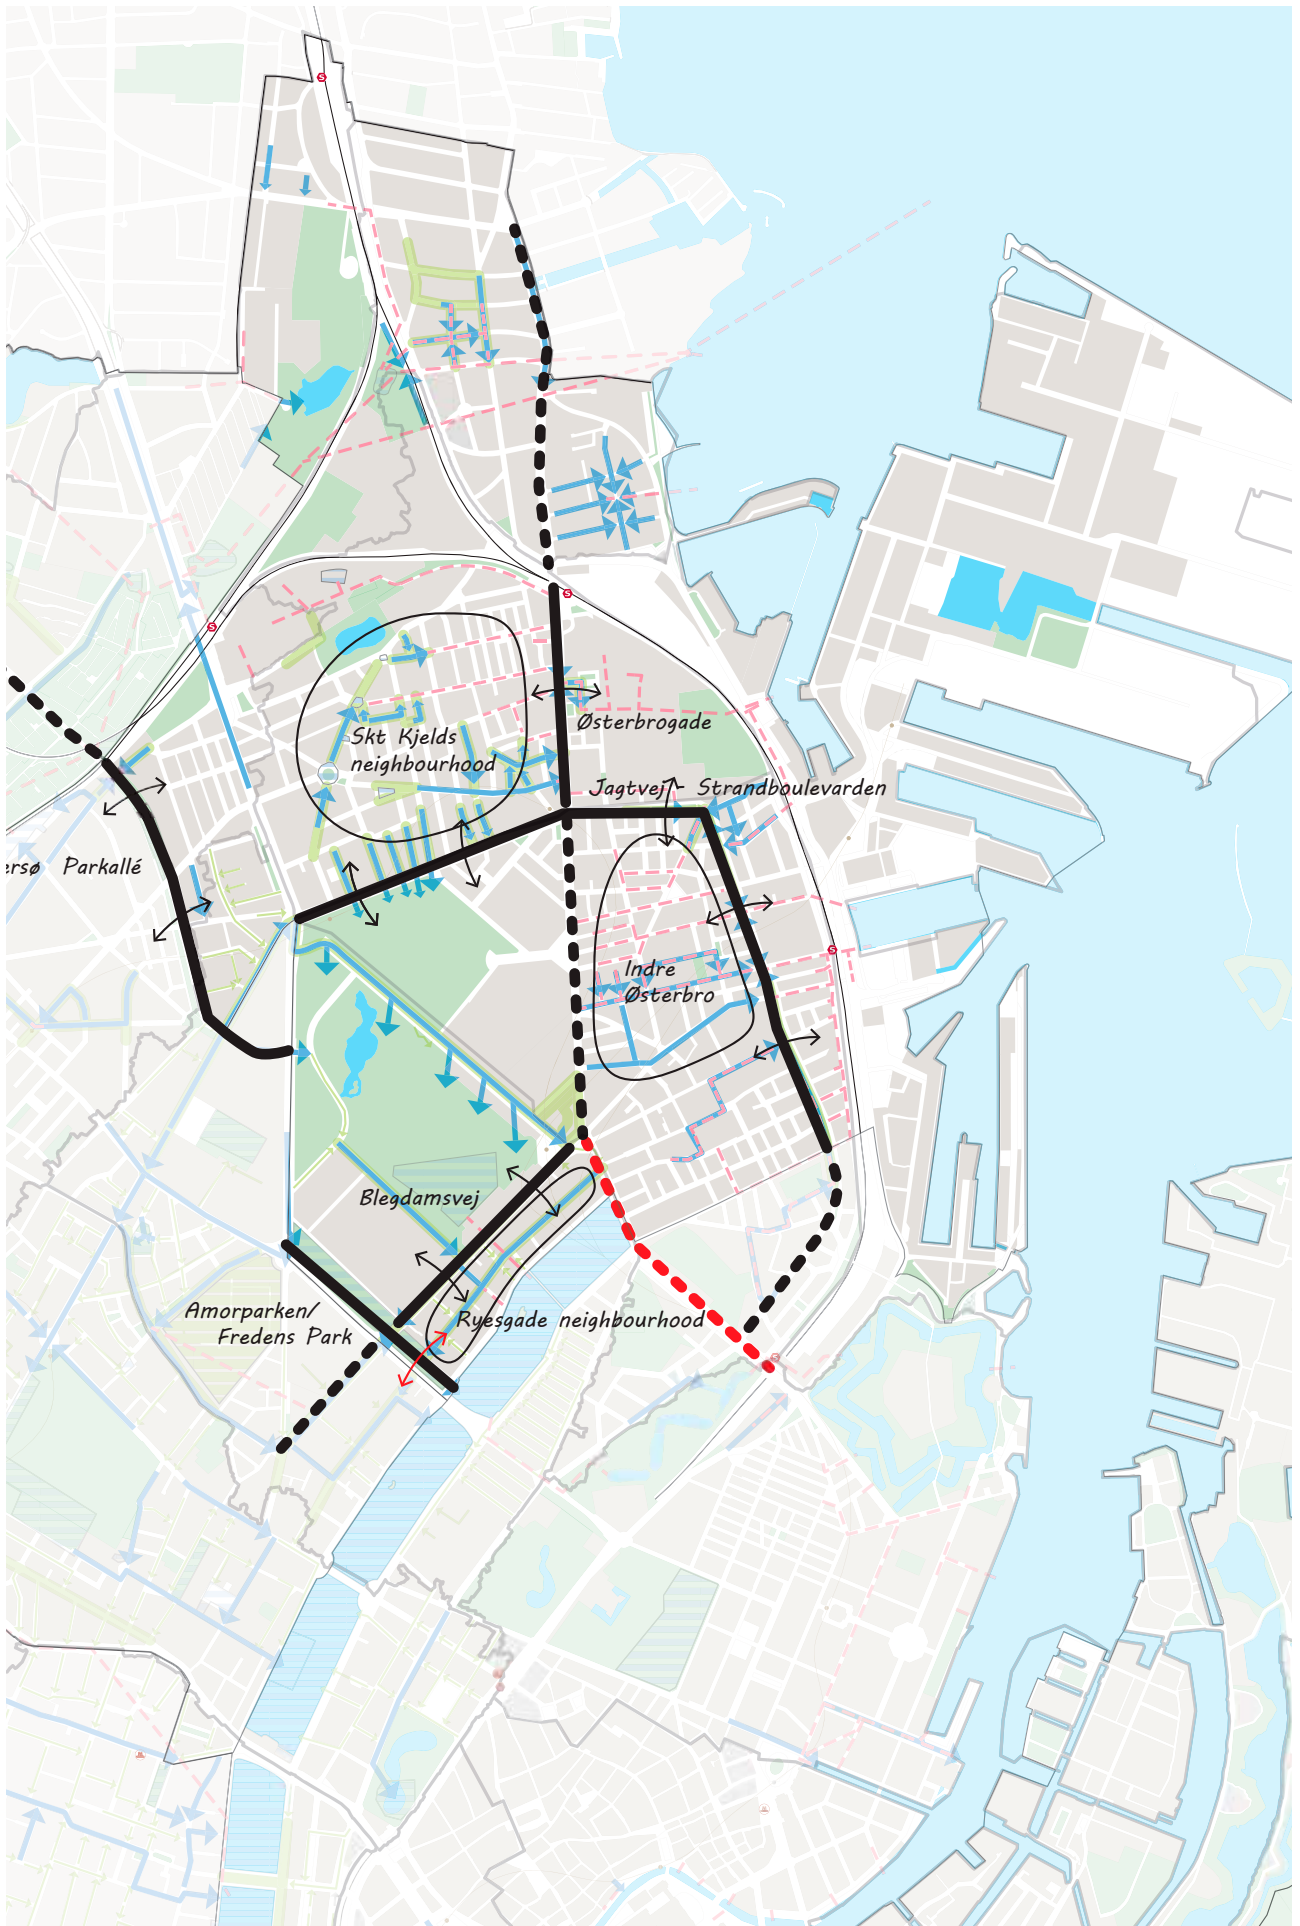 S
S
S
Østerbrogade
Skt Kjelds
neighbourhood
Jagtvej - Strandboulevarden
ersø Parkallé
S
Indre
Østerbro
Blegdamsvej
Amorparken/
Fredens Park
Ryesgade neighbourhood
S